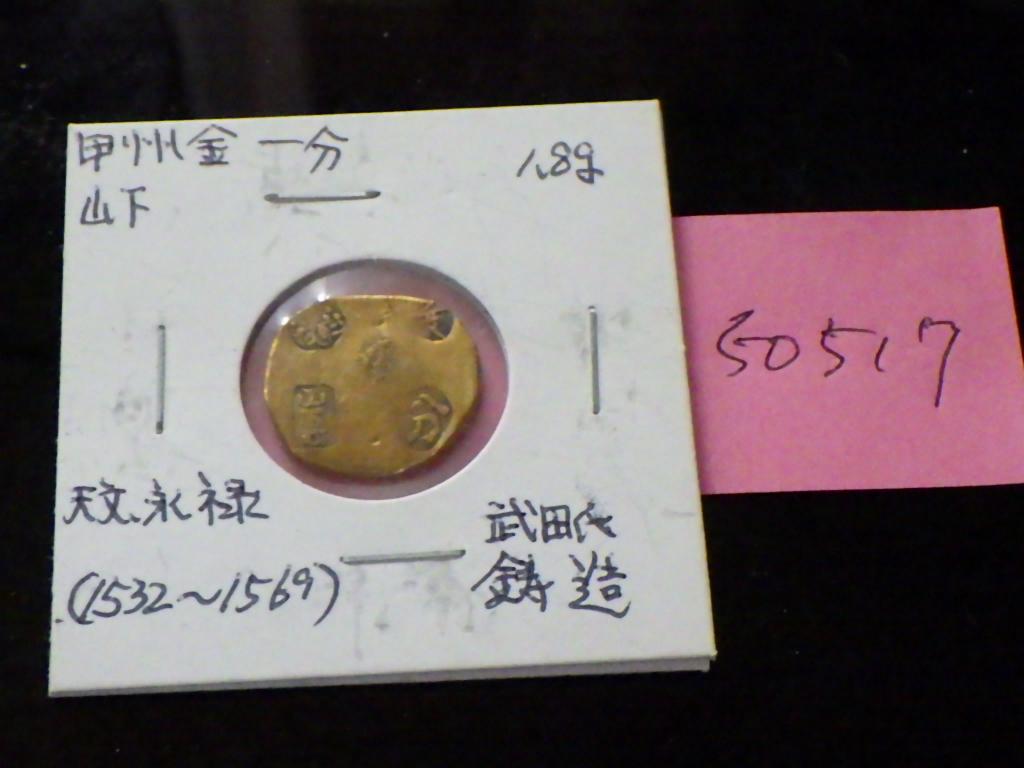 甲州金 一分
1.8g
山下
天文、永禄
(1532～1569)
武田氏
鋳造
50517